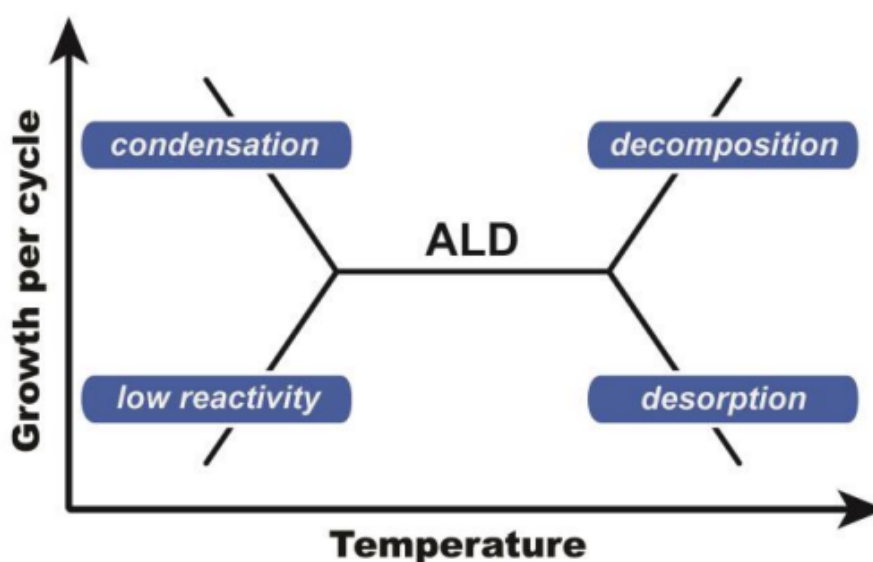 Growth per cycle
condensation
decomposition
ALD
low reactivity
desorption
Temperature